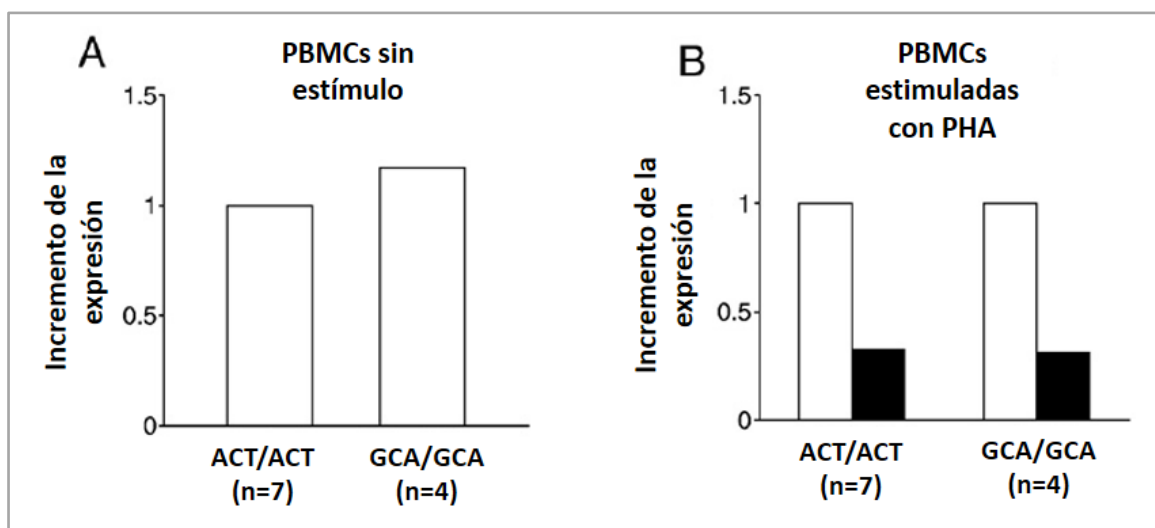 A
PBMCs sin
estímulo
1.5
1
0.5
0
Incremento de la
expresión
ACT/ACT
(n=7)
GCA/GCA
(n=4)
B
PBMCs
estimuladas
con PHA
1.5
1
0.5
0
Incremento de la
expresión
ACT/ACT
(n=7)
GCA/GCA
(n=4)